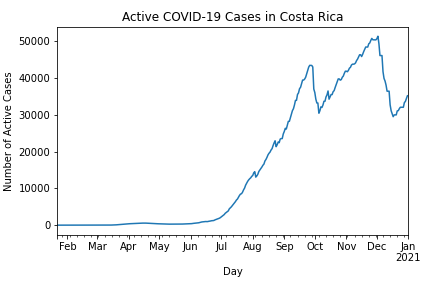 Active COVID-19 Cases in Costa Rica
Number of Active Cases
50000
40000
30000
20000
10000
0
Feb Mar Apr May Jun Jul Aug Sep Oct Nov Dec Jan
2021
Day